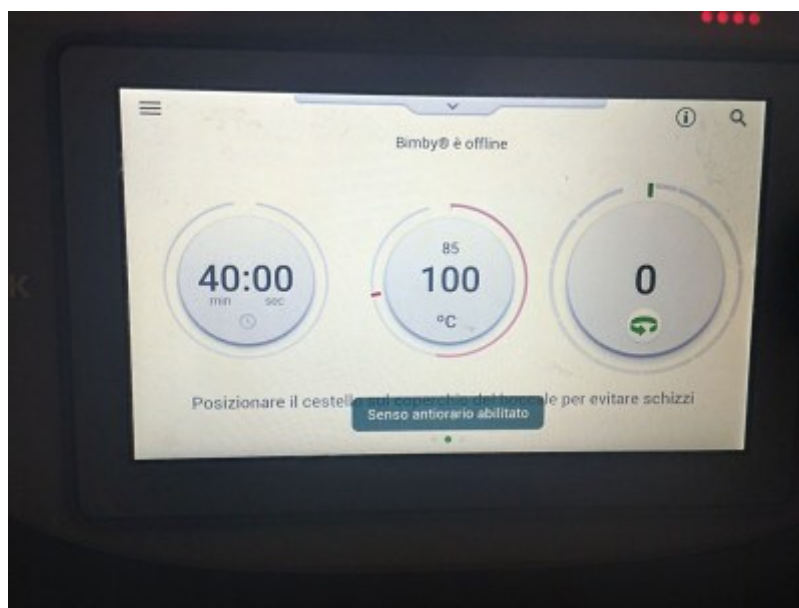 Bimby® è offline
40:00
min sec
85
100
°C
0
Posizionare il cestello sul coperchio del boccale per evitare schizzi
Senso antiorario abilitato